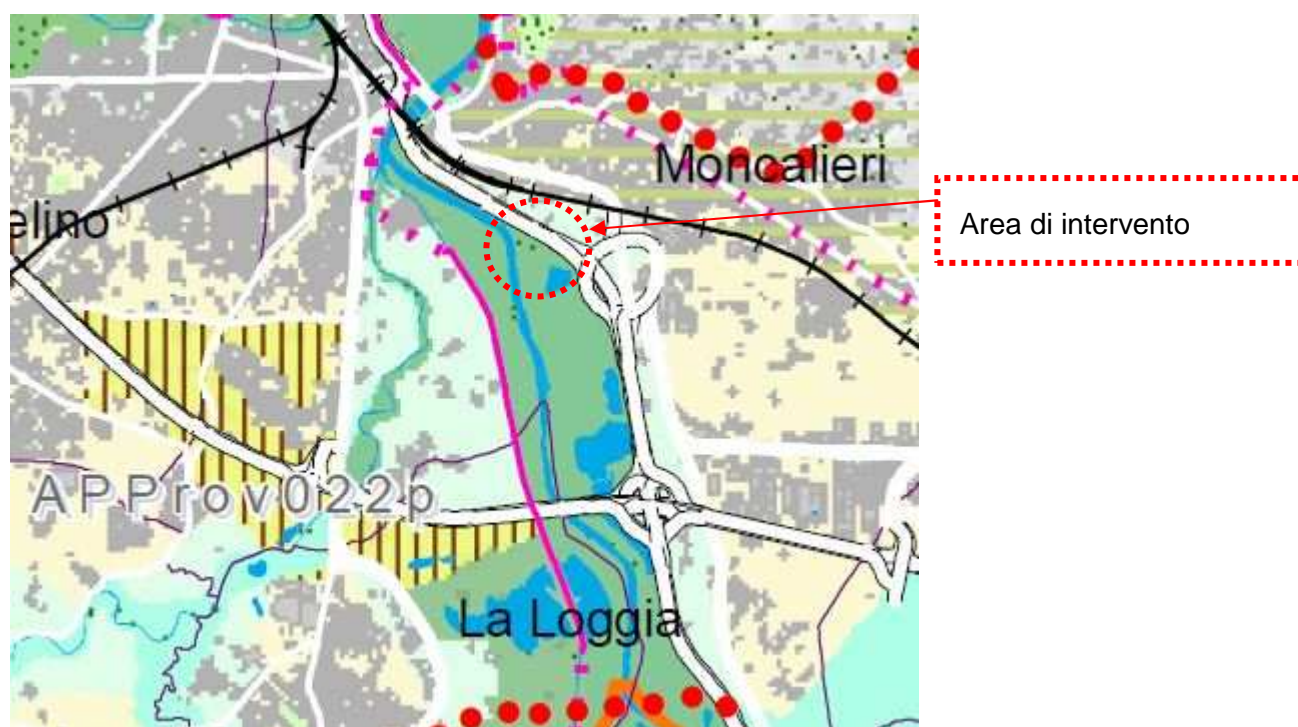 Moncalieri
elino
Area di intervento
APProv022p
La Loggia